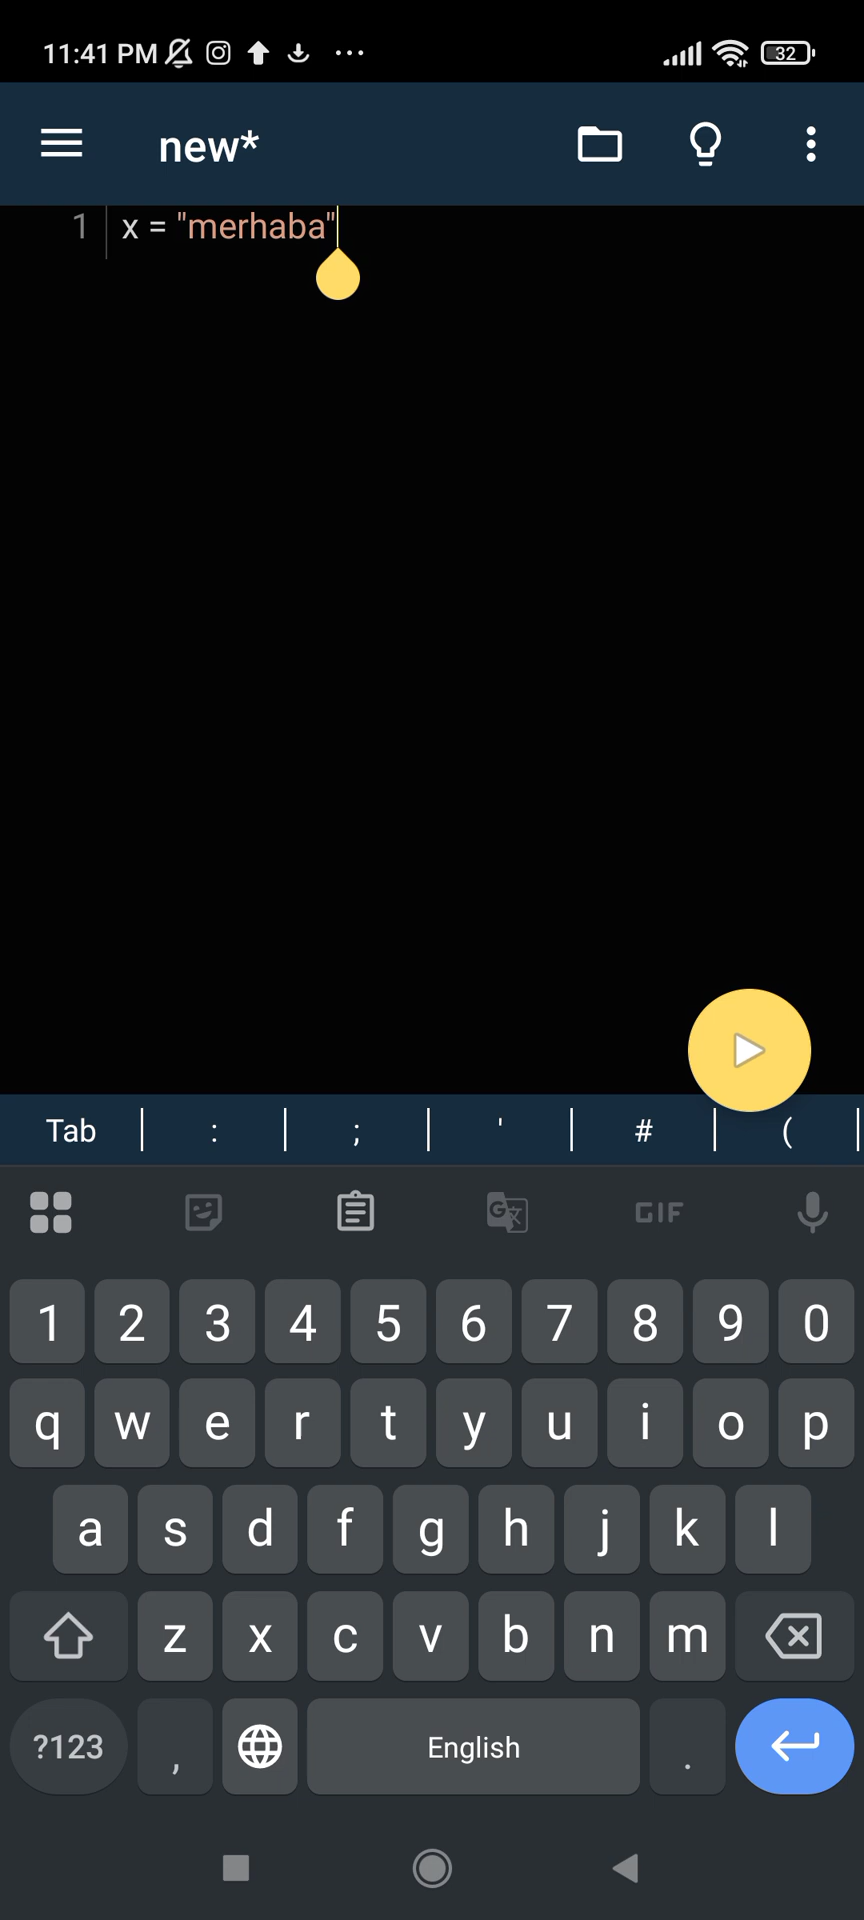 11:41 PM
32
new*
1 x = "merhaba"
Tab : ; ' # (
GIF
1 2 3 4 5 6 7 8 9 0
q w e r t y u i o p
a s d f g h j k l
z x c v b n m
?123 , English .